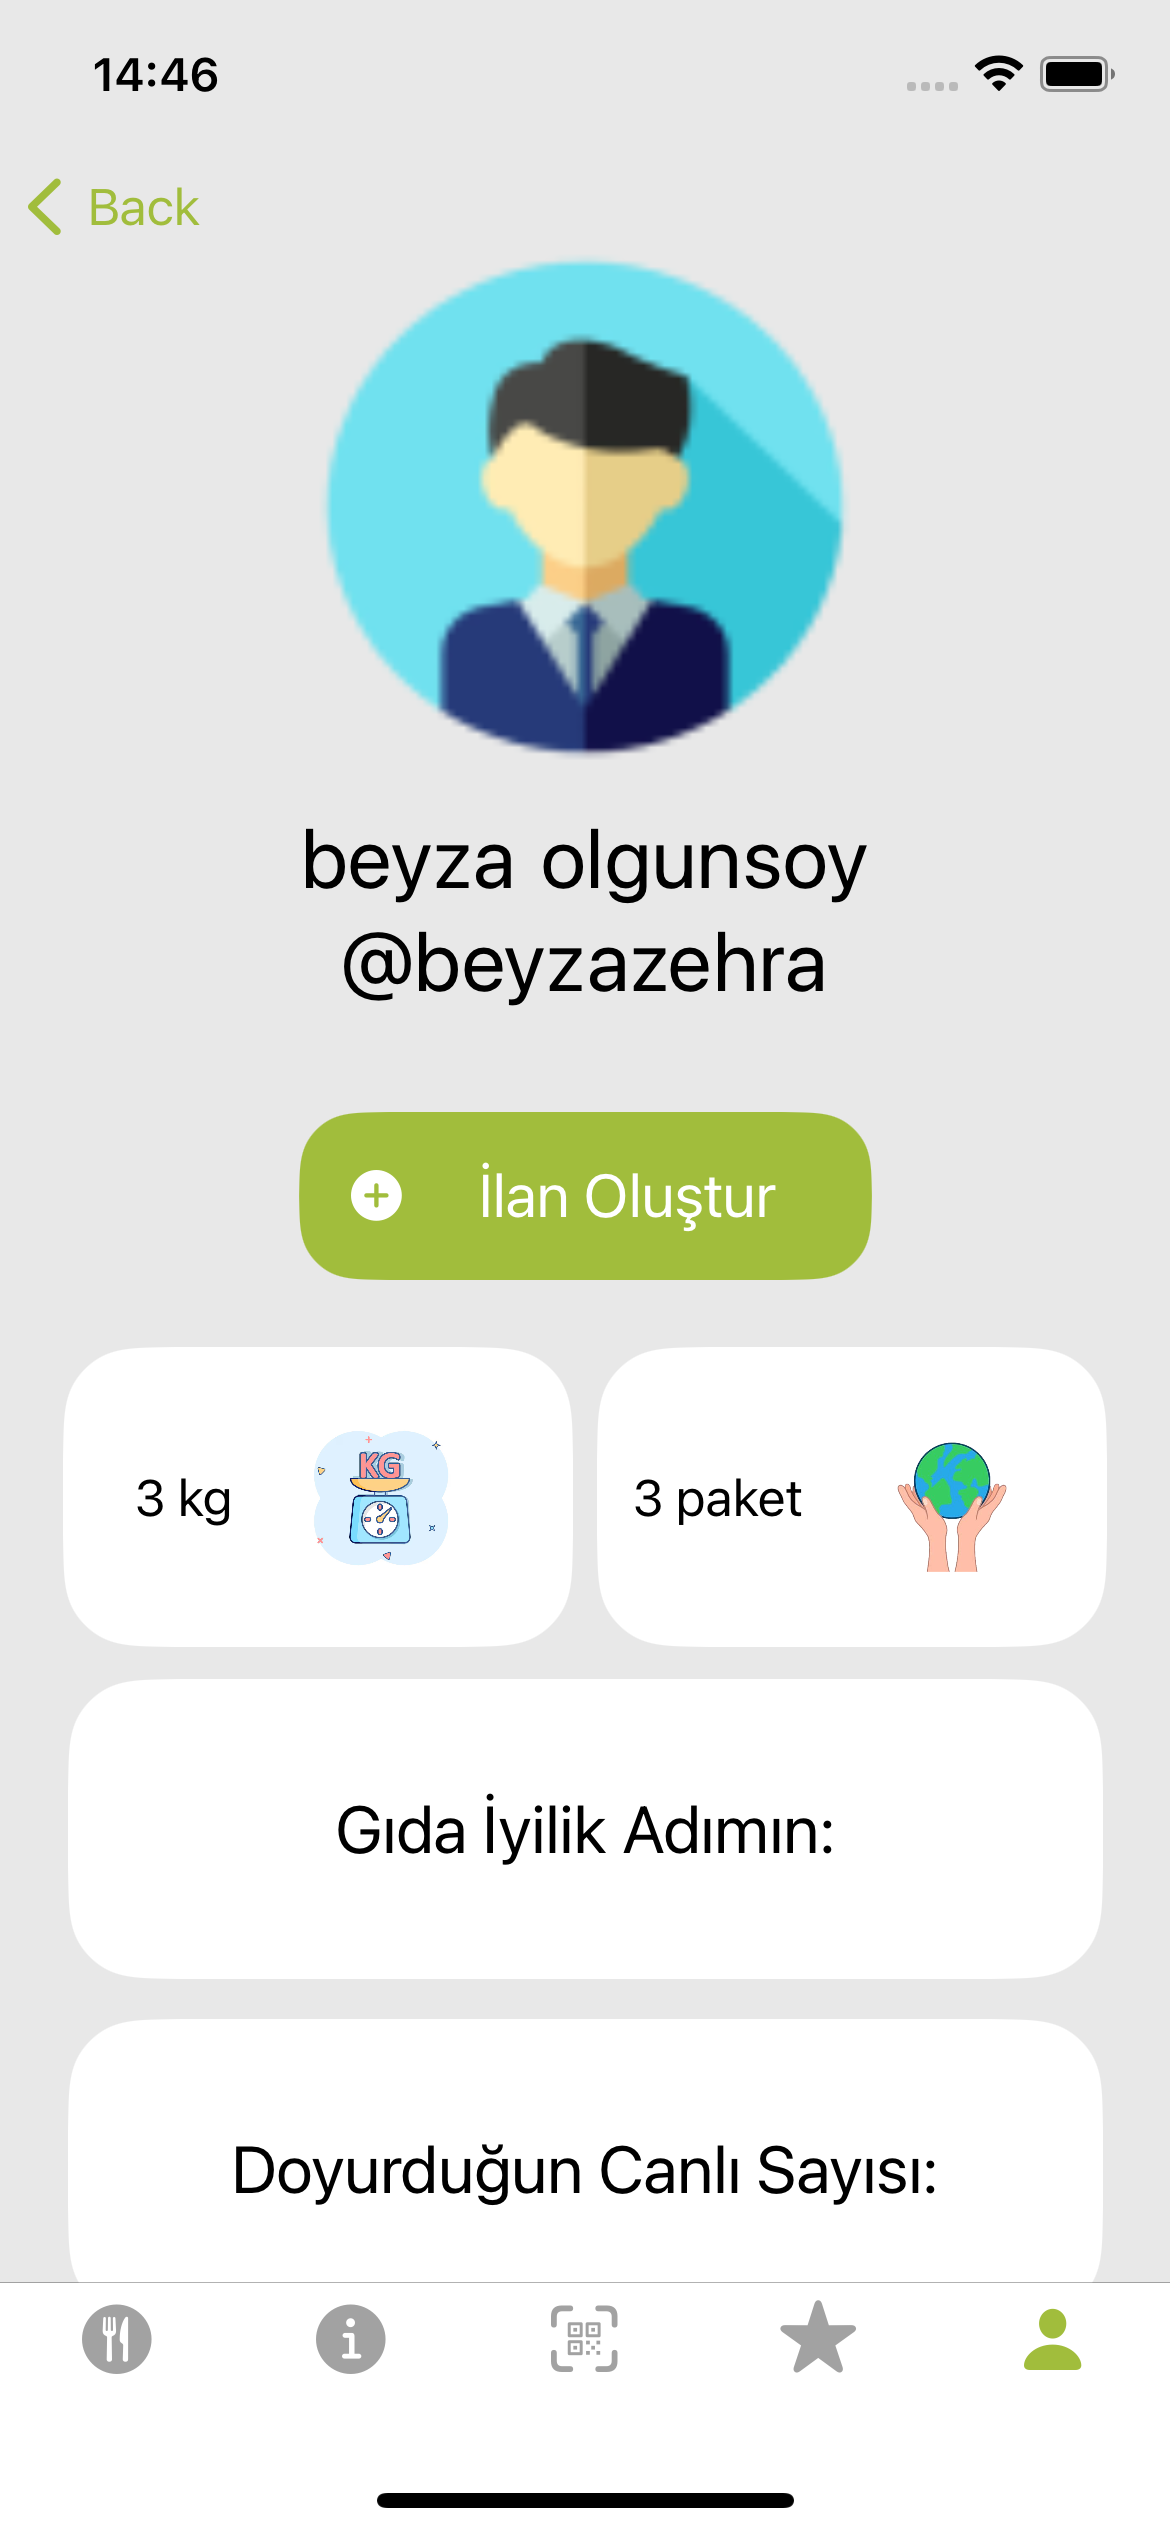 14:46
Back
beyza olgunsoy
@beyzazehra
İlan Oluştur
3 kg
KG
3 paket
Gıda İyilik Adımın:
Doyurduğun Canlı Sayısı: